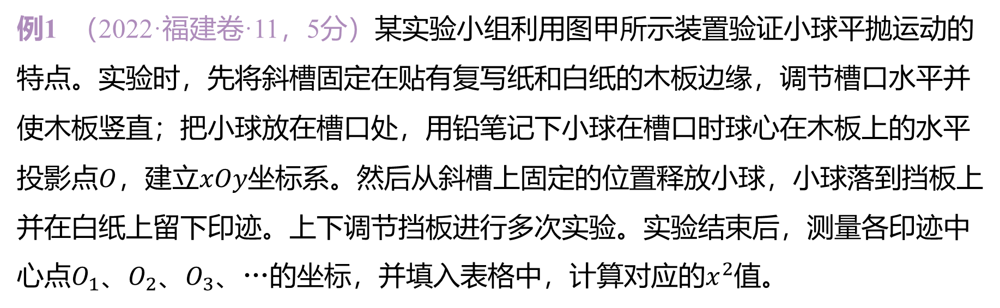 例1 （2022·福建卷·11，5分）某实验小组利用图甲所示装置验证小球平抛运动的
特点。实验时，先将斜槽固定在贴有复写纸和白纸的木板边缘，调节槽口水平并
使木板竖直；把小球放在槽口处，用铅笔记下小球在槽口时球心在木板上的水平
投影点O，建立xOy坐标系。然后从斜槽上固定的位置释放小球，小球落到挡板上
并在白纸上留下印迹。上下调节挡板进行多次实验。实验结束后，测量各印迹中
心点O₁、O₂、O₃、⋯的坐标，并填入表格中，计算对应的x²值。